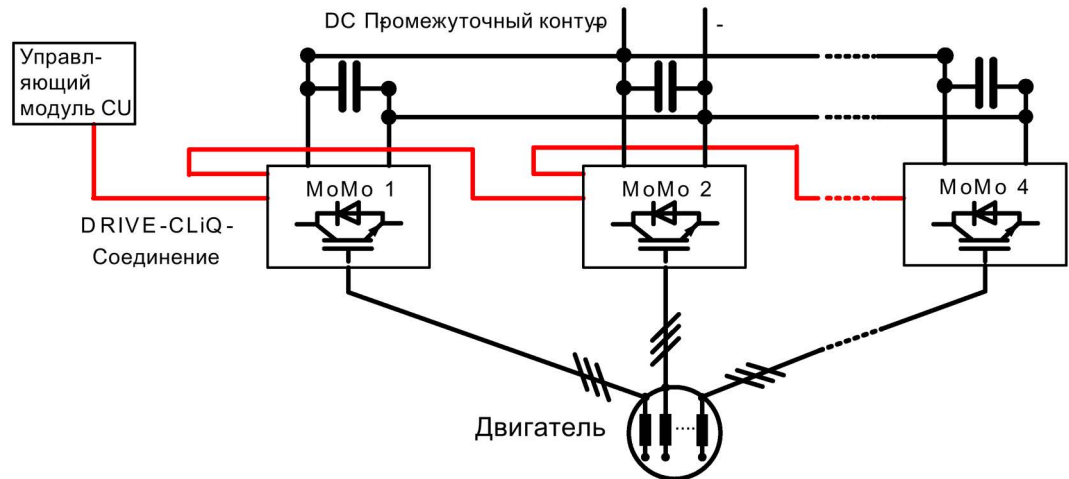 DC Промежуточный контур
+
-
Управл-
яющий
модуль CU
MoMo 1
MoMo 2
MoMo 4
DRIVE-CLiQ-
Соединение
Двигатель